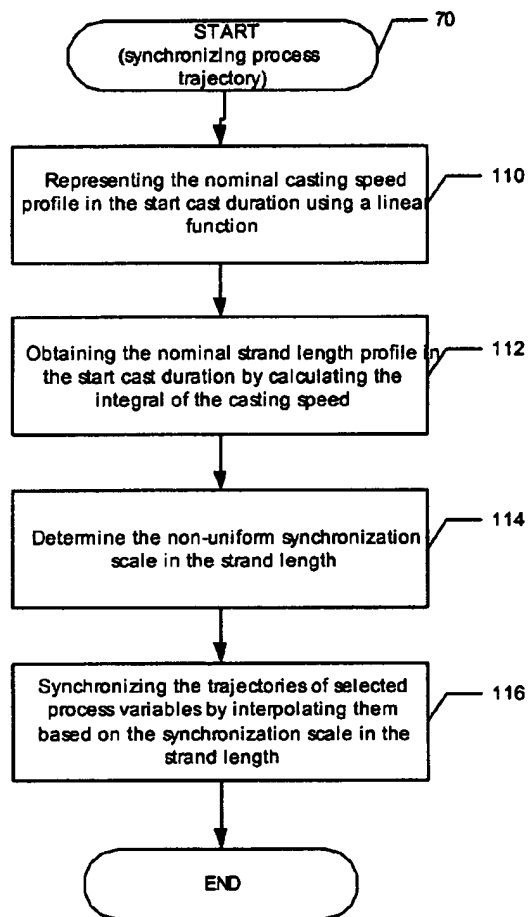 START
(synchronizing process
trajectory)
70
Representing the nominal casting speed
profile in the start cast duration using a linear
function
110
Obtaining the nominal strand length profile in
the start cast duration by calculating the
integral of the casting speed
112
Determine the non-uniform synchronization
scale in the strand length
114
Synchronizing the trajectories of selected
process variables by interpolating them
based on the synchronization scale in the
strand length
116
END